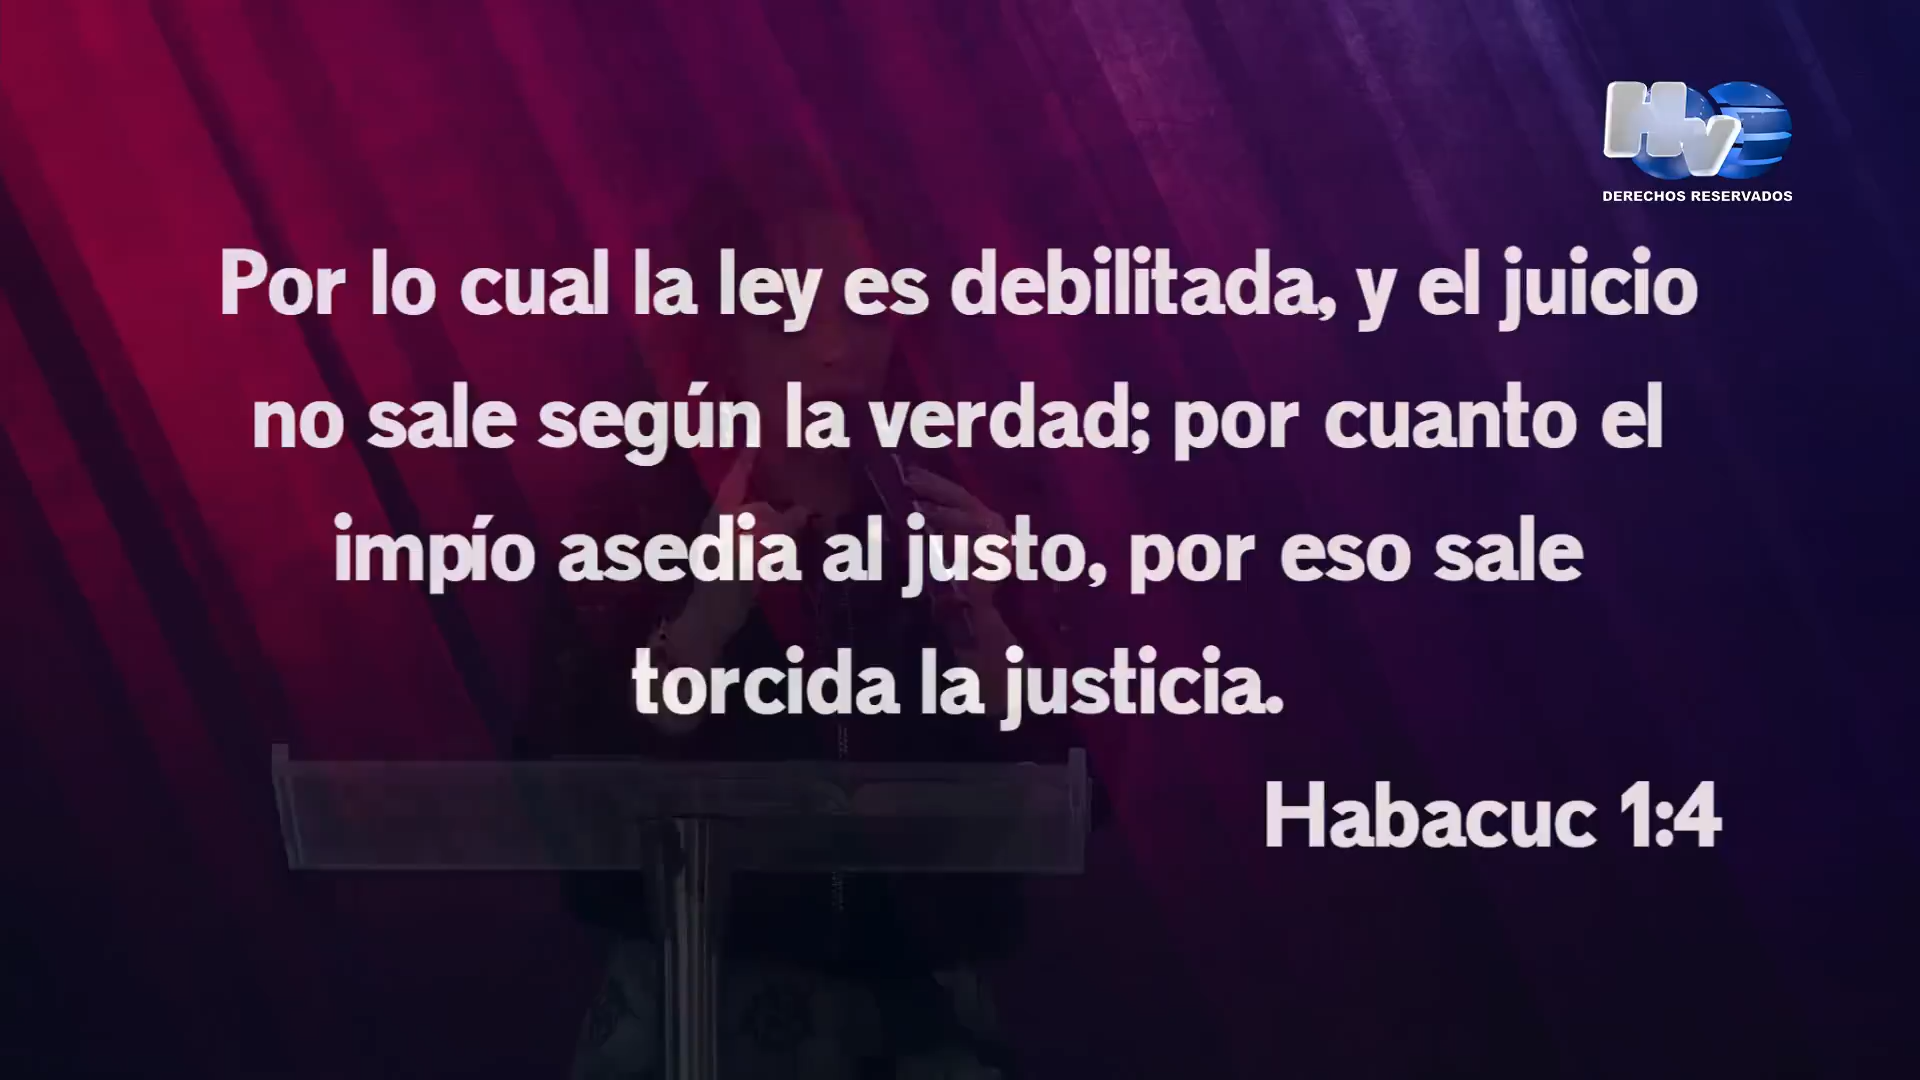 HV
DERECHOS RESERVADOS
Por lo cual la ley es debilitada, y el juicio
no sale según la verdad; por cuanto el
impío asedia al justo, por eso sale
torcida la justicia.
Habacuc 1:4